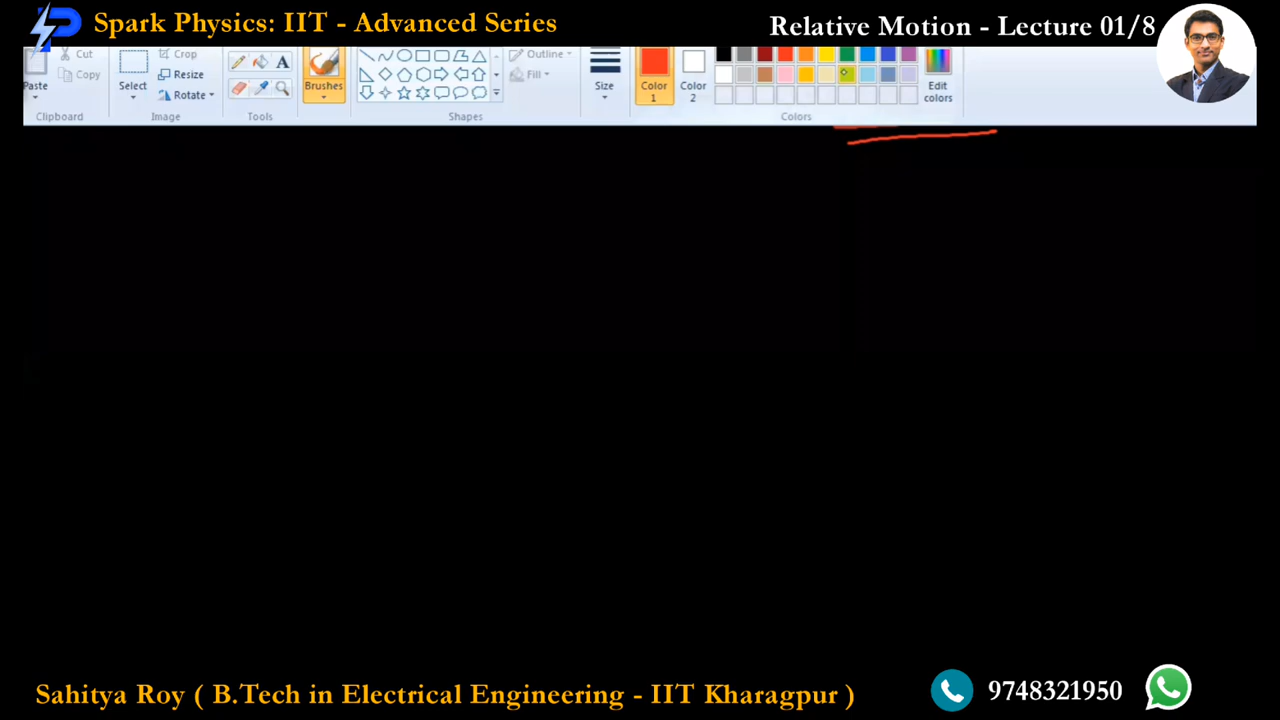 Spark Physics: IIT - Advanced Series
Relative Motion - Lecture 01/8
Cut
Crop
Outline
Paste
Copy
Select
Resize
Rotate
A
Brushes
Fill
Size
Color
1
Color
2
Edit
colors
Clipboard
Image
Tools
Shapes
Colors
Sahitya Roy ( B.Tech in Electrical Engineering - IIT Kharagpur )
9748321950